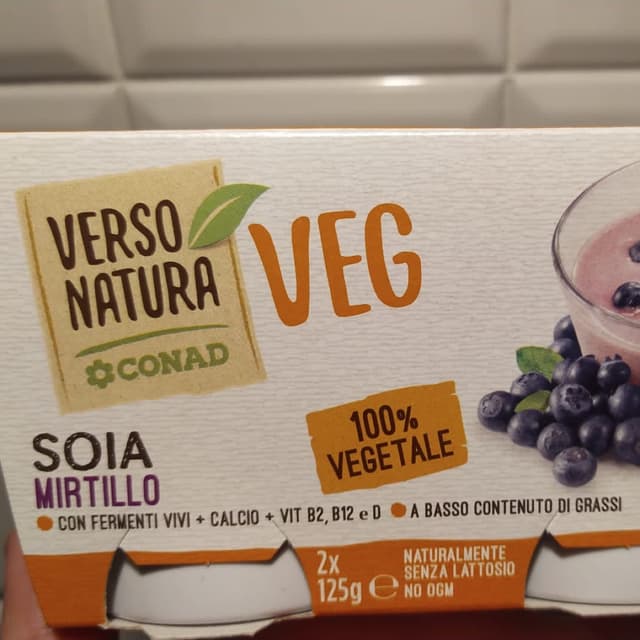 VERSO
NATURA
CONAD
VEG
100%
VEGETALE
SOIA
MIRTILLO
CON FERMENTI VIVI + CALCIO + VIT B2, B12 e D A BASSO CONTENUTO DI GRASSI
2x
125g ℮
NATURALMENTE
SENZA LATTOSIO
NO OGM